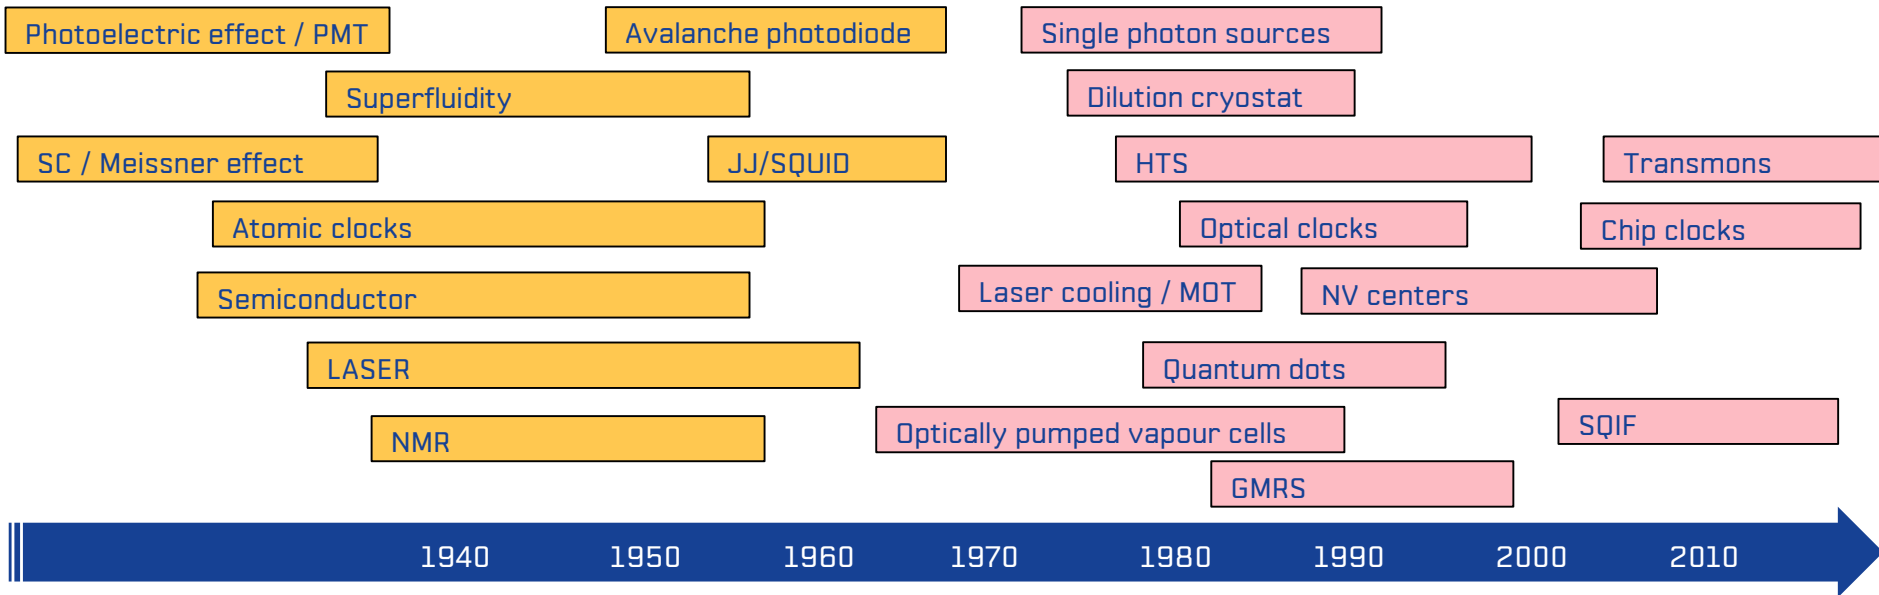 Photoelectric effect / PMT
Avalanche photodiode
Single photon sources
Superfluidity
Dilution cryostat
SC / Meissner effect
JJ/SQUID
HTS
Transmons
Atomic clocks
Optical clocks
Chip clocks
Semiconductor
Laser cooling / MOT
NV centers
LASER
Quantum dots
NMR
Optically pumped vapour cells
SQIF
GMRS
1940 1950 1960 1970 1980 1990 2000 2010